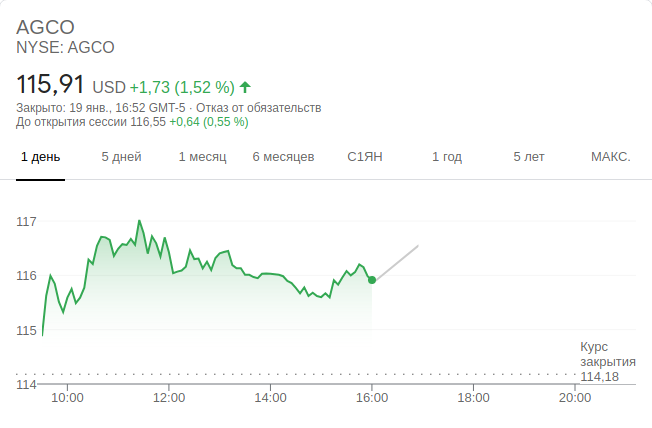 AGCO
NYSE: AGCO
115,91 USD +1,73 (1,52 %)
Закрыто: 19 янв., 16:52 GMT-5 · Отказ от обязательств
До открытия сессии 116,55 +0,64 (0,55 %)
1 день 5 дней 1 месяц 6 месяцев С1ЯН 1 год 5 лет МАКС.
117
116
115
Курс
закрытия
114,18
114
10:00 12:00 14:00 16:00 18:00 20:00